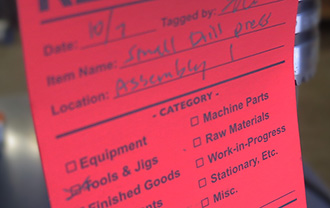 Date: 10/7 Tagged by:
Item Name: Small Drill Press
Location: Assembly 1
- CATEGORY -
Equipment
Tools & Jigs
Finished Goods
Machine Parts
Raw Materials
Work-in-Progress
Stationary, Etc.
Misc.